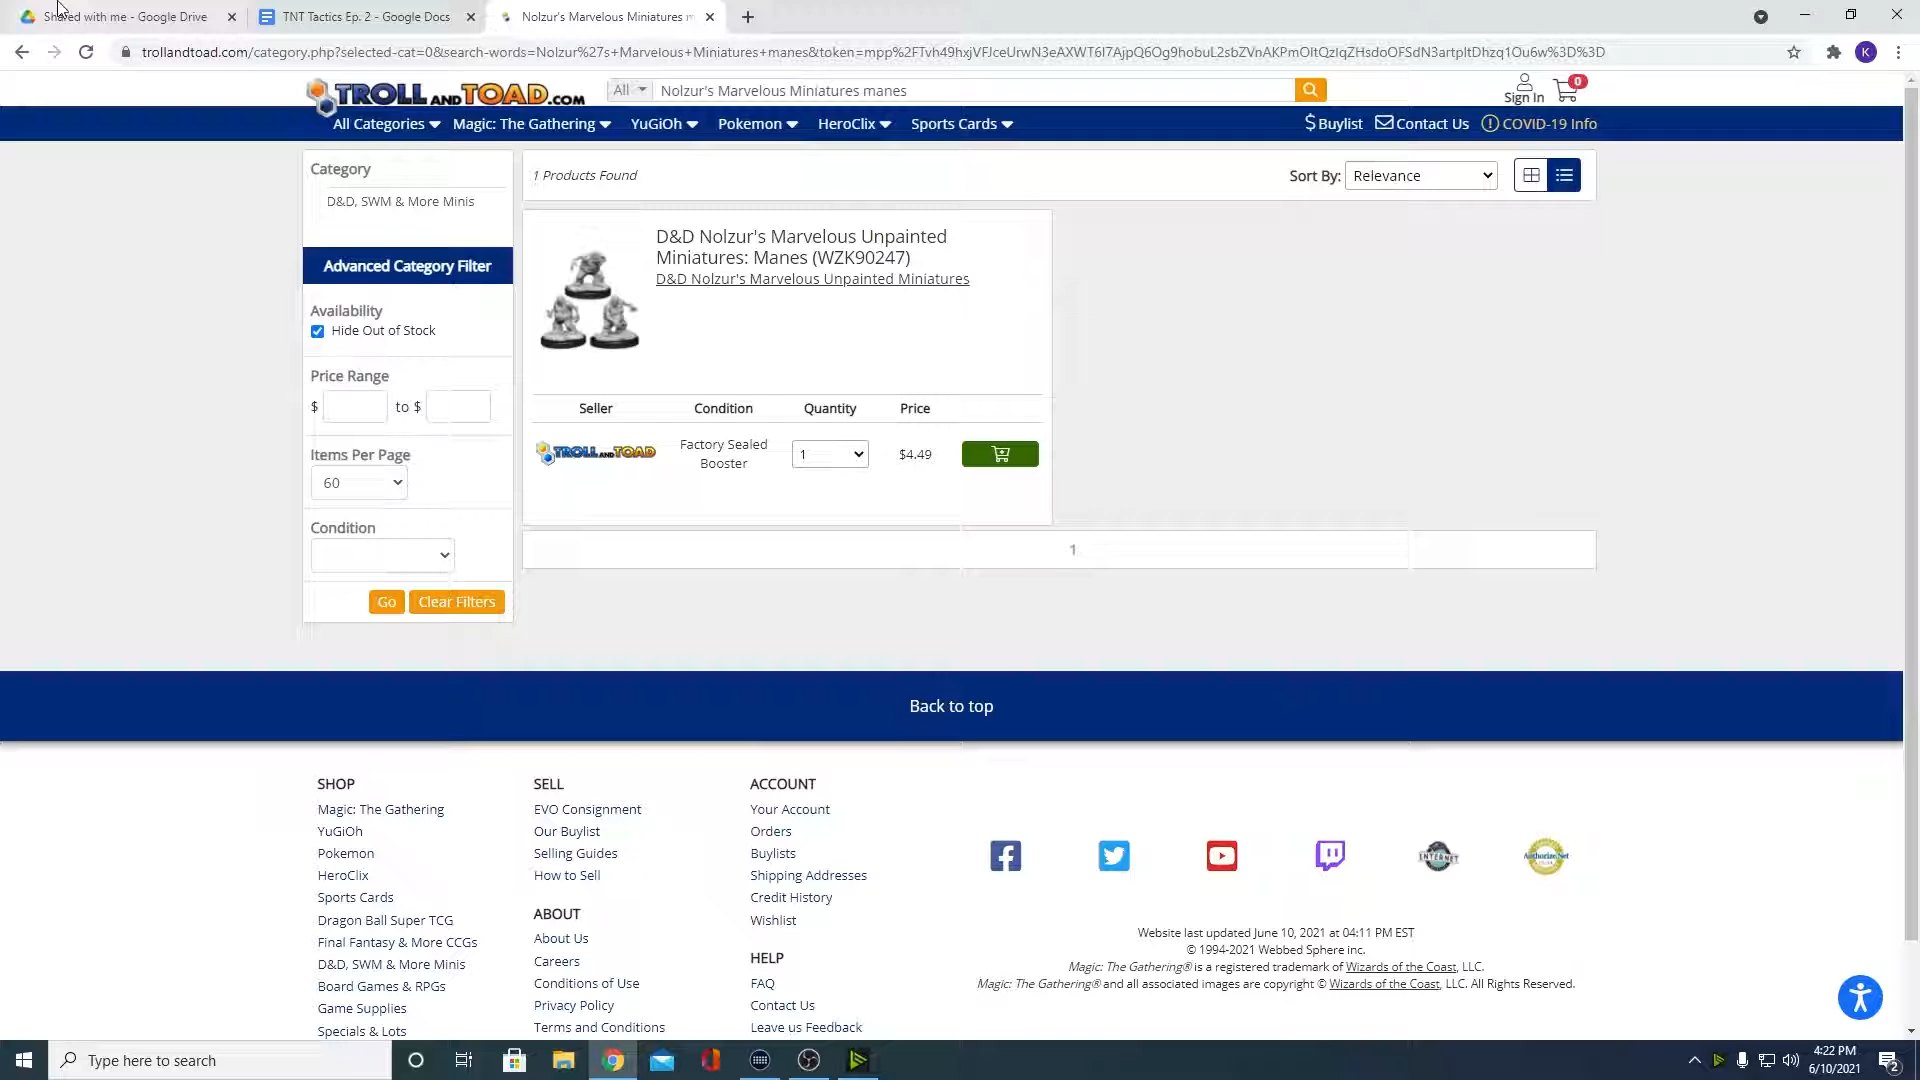 Shared with me - Google Drive
TNT Tactics Ep. 2 - Google Docs
Nolzur's Marvelous Miniatures m
trollandtoad.com/category.php?selected-cat=0&search-words=Nolzur%27s+Marvelous+Miniatures+manes&token=mpp%2FTvh49hxjVFJceUrwN3eAXWT6I7AjpQ6Og9hobuL2sbZVnAKPmOltQzIqZHsdoOFSdN3artpltDhzq1Ou6w%3D%3D
K
TROLL AND TOAD.COM
All
Nolzur's Marvelous Miniatures manes
Sign In
0
All Categories
Magic: The Gathering
YuGiOh
Pokemon
HeroClix
Sports Cards
$Buylist
Contact Us
COVID-19 Info
Category
D&D, SWM & More Minis
Advanced Category Filter
Availability
Hide Out of Stock
Price Range
$ to $
Items Per Page
60
Condition
Go
Clear Filters
1 Products Found
Sort By: Relevance
D&D Nolzur's Marvelous Unpainted
Miniatures: Manes (WZK90247)
D&D Nolzur's Marvelous Unpainted Miniatures
Seller Condition Quantity Price
TROLL AND TOAD
Factory Sealed
Booster
1
$4.49
1
Back to top
SHOP
Magic: The Gathering
YuGiOh
Pokemon
HeroClix
Sports Cards
Dragon Ball Super TCG
Final Fantasy & More CCGs
D&D, SWM & More Minis
Board Games & RPGs
Game Supplies
Specials & Lots
SELL
EVO Consignment
Our Buylist
Selling Guides
How to Sell
ABOUT
About Us
Careers
Conditions of Use
Privacy Policy
Terms and Conditions
ACCOUNT
Your Account
Orders
Buylists
Shipping Addresses
Credit History
Wishlist
HELP
FAQ
Contact Us
Leave us Feedback
INTERNET
Authorize.Net
Website last updated June 10, 2021 at 04:11 PM EST
© 1994-2021 Webbed Sphere inc.
Magic: The Gathering® is a registered trademark of Wizards of the Coast, LLC.
Magic: The Gathering® and all associated images are copyright © Wizards of the Coast, LLC. All Rights Reserved.
Type here to search
4:22 PM
6/10/2021
2